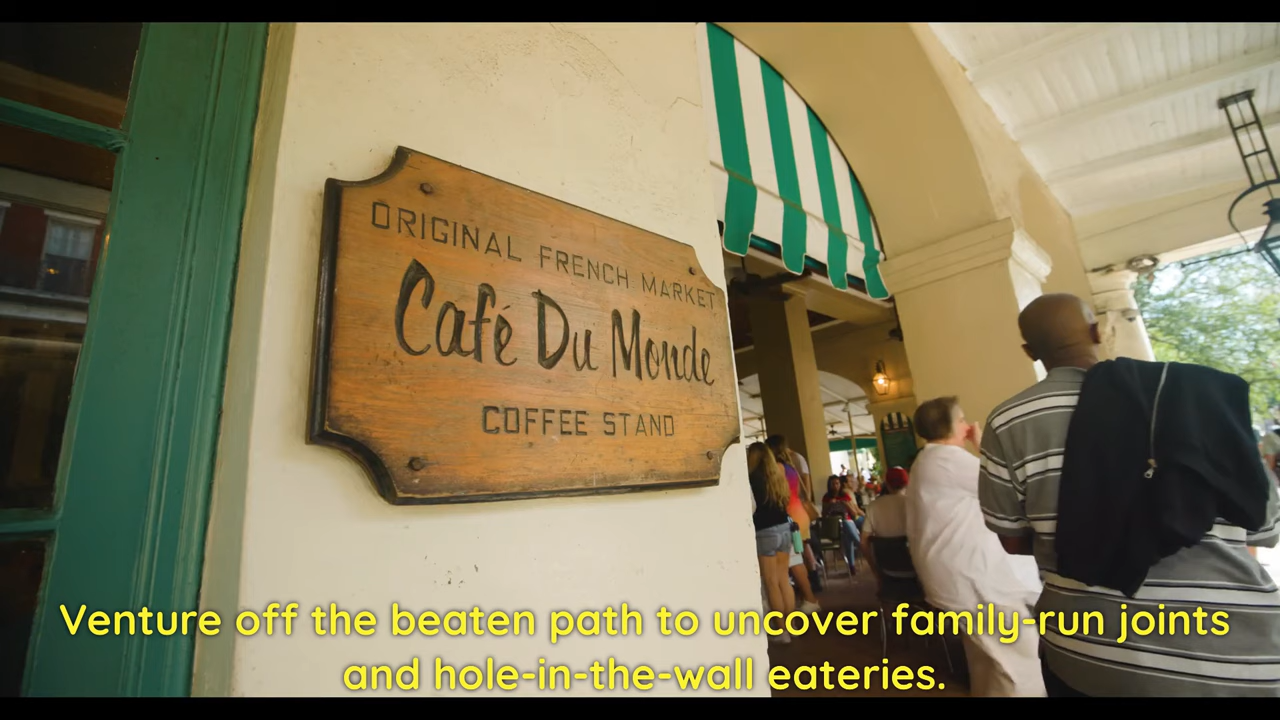 ORIGINAL FRENCH MARKET
Café Du Monde
COFFEE STAND
Venture off the beaten path to uncover family-run joints
and hole-in-the-wall eateries.